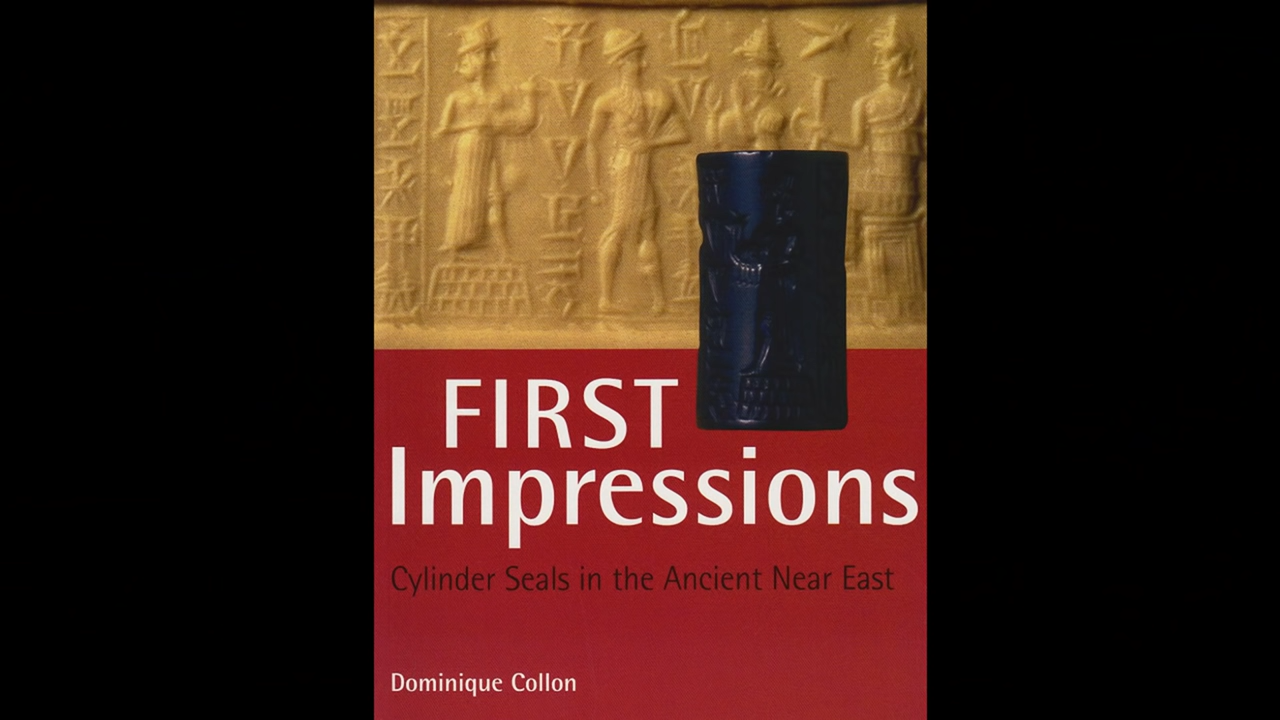 FIRST
Impressions
Cylinder Seals in the Ancient Near East
Dominique Collon